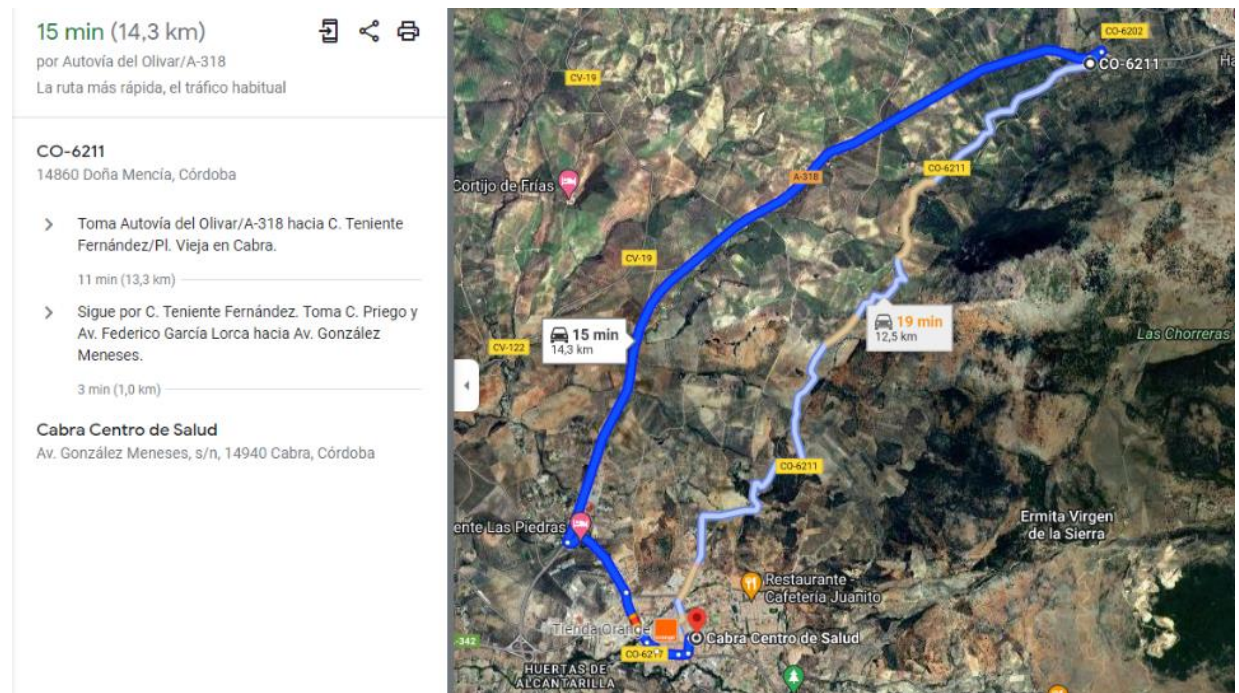 15 min (14,3 km)
por Autovía del Olivar/A-318
La ruta más rápida, el tráfico habitual
CO-6211
14860 Doña Mencía, Córdoba
Toma Autovía del Olivar/A-318 hacia C. Teniente
Fernández/Pl. Vieja en Cabra.
11 min (13,3 km)
Sigue por C. Teniente Fernández. Toma C. Priego y
Av. Federico García Lorca hacia Av. González
Meneses.
3 min (1,0 km)
Cabra Centro de Salud
Av. González Meneses, s/n, 14940 Cabra, Córdoba
CO-6202
CO-6211
Ha
CV-19
CO-6211
A-318
Cortijo de Frías
CV-19
15 min
14,3 km
19 min
12,5 km
Las Chorreras
CV-122
CO-6211
ente Las Piedras
Ermita Virgen
de la Sierra
Restaurante -
Cafetería Juanito
Tienda Orange
Cabra Centro de Salud
-342
CO-6217
HUERTAS DE
ALCANTARILLA